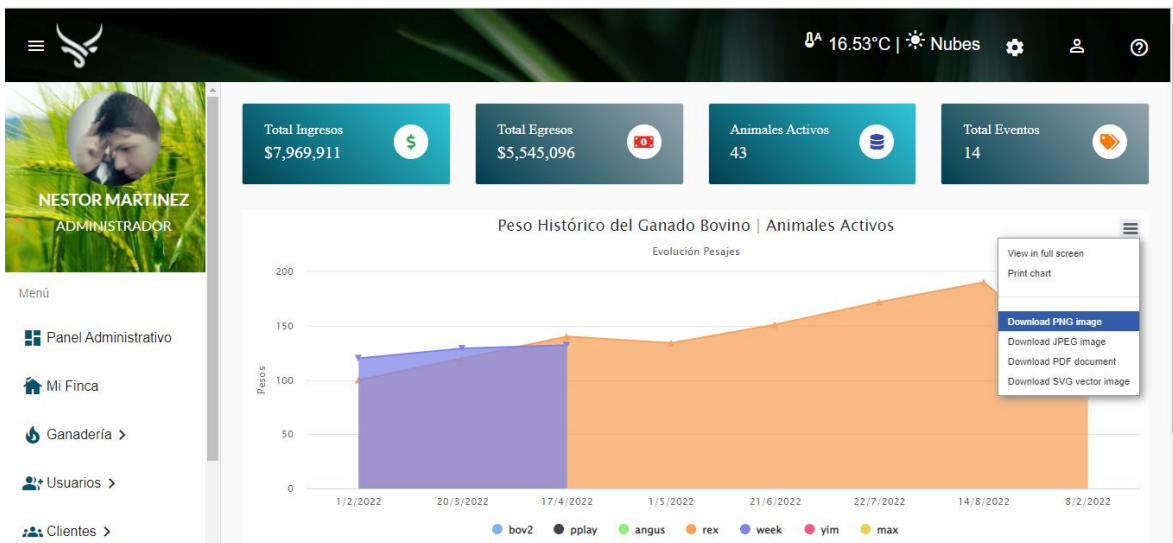 16.53°C | Nubes
NESTOR MARTINEZ
ADMINISTRADOR
Menú
Panel Administrativo
Mi Finca
Ganadería >
Usuarios >
Clientes >
Total Ingresos
$7,969,911
$
Total Egresos
$5,545,096
Animales Activos
43
Total Eventos
14
Peso Histórico del Ganado Bovino | Animales Activos
Evolución Pesajes
View in full screen
Print chart
Download PNG image
Download JPEG image
Download PDF document
Download SVG vector image
Pesos
200
150
100
50
0
1/2/2022 20/3/2022 17/4/2022 1/5/2022 21/6/2022 22/7/2022 14/8/2022 8/2/2022
bov2 pplay angus rex week yim max